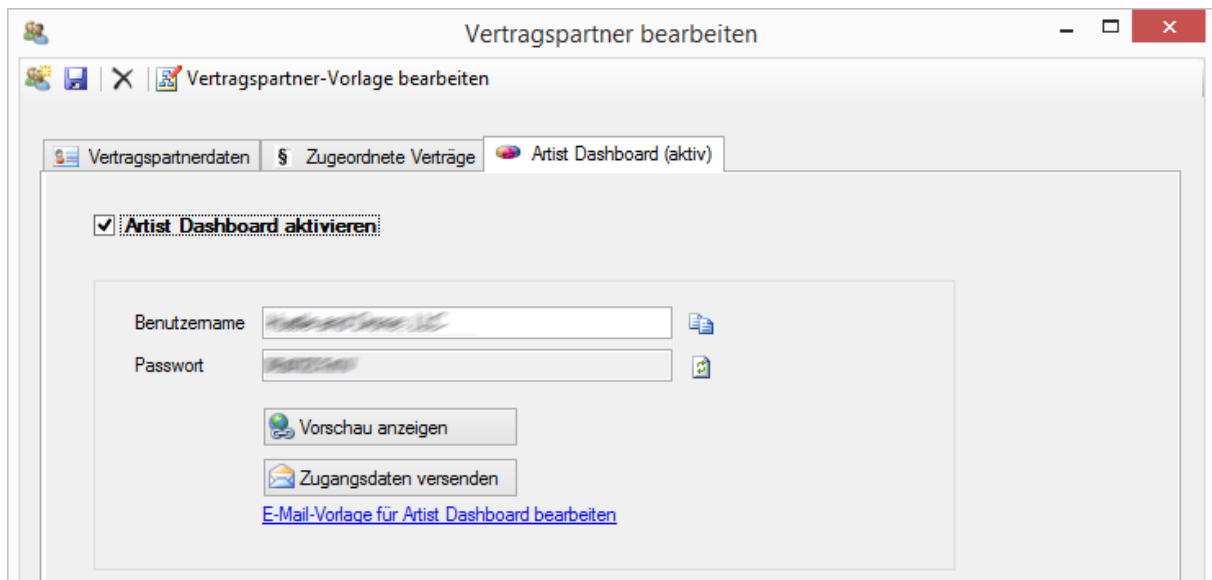 Vertragspartner bearbeiten
Vertragspartner-Vorlage bearbeiten
Vertragspartnerdaten § Zugeordnete Verträge Artist Dashboard (aktiv)
Artist Dashboard aktivieren
Benutzername
Passwort
Vorschau anzeigen
Zugangsdaten versenden
E-Mail-Vorlage für Artist Dashboard bearbeiten